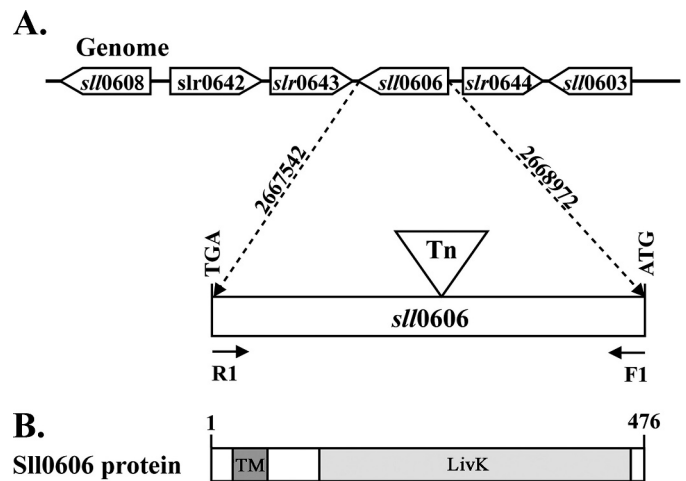 A.
Genome
sll0608 slr0642 slr0643 sll0606 slr0644 sll0603
2667542 2668972
TGA Tn ATG
sll0606
R1 F1
B. 1 476
Sll0606 protein TM LivK